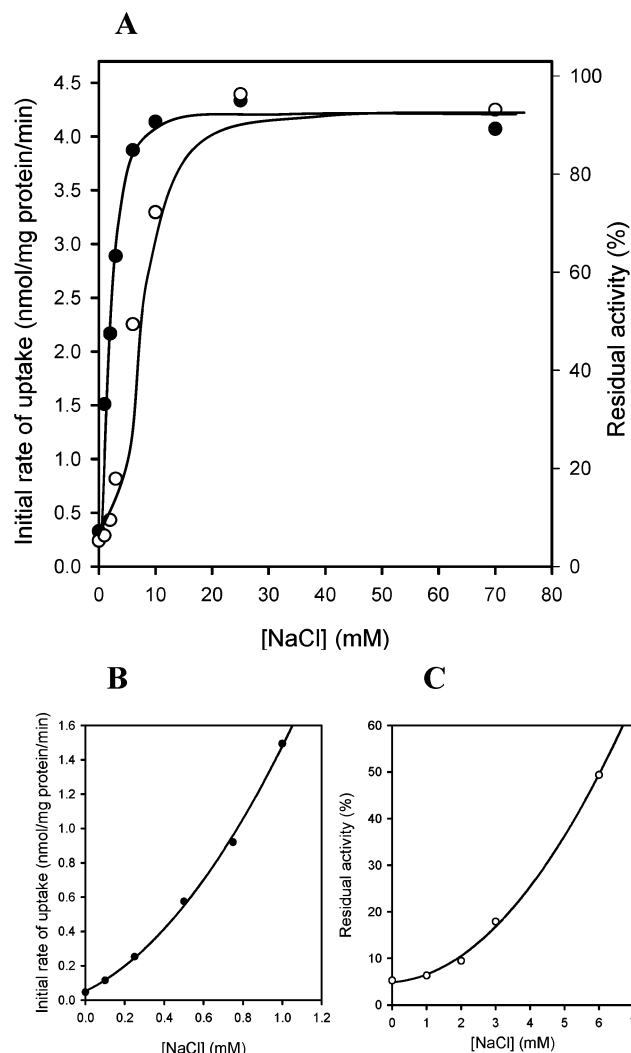 A
Initial rate of uptake (nmol/mg protein/min)
4.5
4.0
3.5
3.0
2.5
2.0
1.5
1.0
0.5
0.0
0 10 20 30 40 50 60 70 80
[NaCl] (mM)
100
80
60
40
20
0
Residual activity (%)
B
Initial rate of uptake (nmol/mg protein/min)
1.6
1.4
1.2
1.0
0.8
0.6
0.4
0.2
0.0
0.0 0.2 0.4 0.6 0.8 1.0 1.2
[NaCl] (mM)
C
Residual activity (%)
60
50
40
30
20
10
0
0 1 2 3 4 5 6 7
[NaCl] (mM)